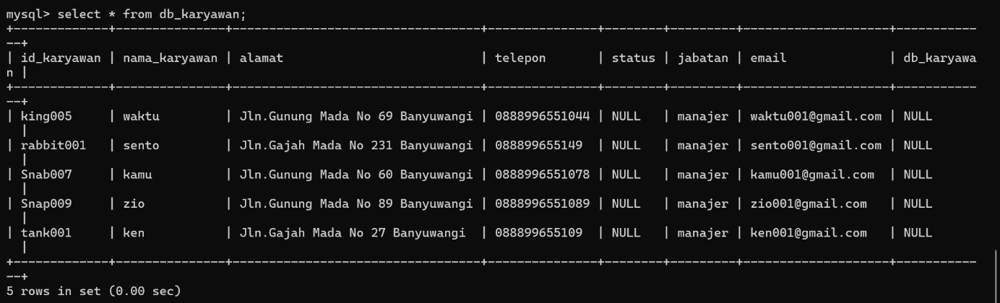 mysql> select * from db_karyawan;
+-------------+---------------+----------------------------------+---------------+--------+---------+--------------------+-----------
--+
| id_karyawan | nama_karyawan | alamat                           | telepon       | status | jabatan | email              | db_karyawa
n |
+-------------+---------------+----------------------------------+---------------+--------+---------+--------------------+-----------
--+
| king005     | waktu         | Jln.Gunung Mada No 69 Banyuwangi | 0888996551044 | NULL   | manajer | waktu001@gmail.com | NULL
  |
| rabbit001   | sento         | Jln.Gajah Mada No 231 Banyuwangi | 088899655149  | NULL   | manajer | sento001@gmail.com | NULL
  |
| Snab007     | kamu          | Jln.Gunung Mada No 60 Banyuwangi | 0888996551078 | NULL   | manajer | kamu001@gmail.com  | NULL
  |
| Snap009     | zio           | Jln.Gunung Mada No 89 Banyuwangi | 0888996551089 | NULL   | manajer | zio001@gmail.com   | NULL
  |
| tank001     | ken           | Jln.Gajah Mada No 27 Banyuwangi  | 088899655109  | NULL   | manajer | ken001@gmail.com   | NULL
  |
+-------------+---------------+----------------------------------+---------------+--------+---------+--------------------+-----------
--+
5 rows in set (0.00 sec)